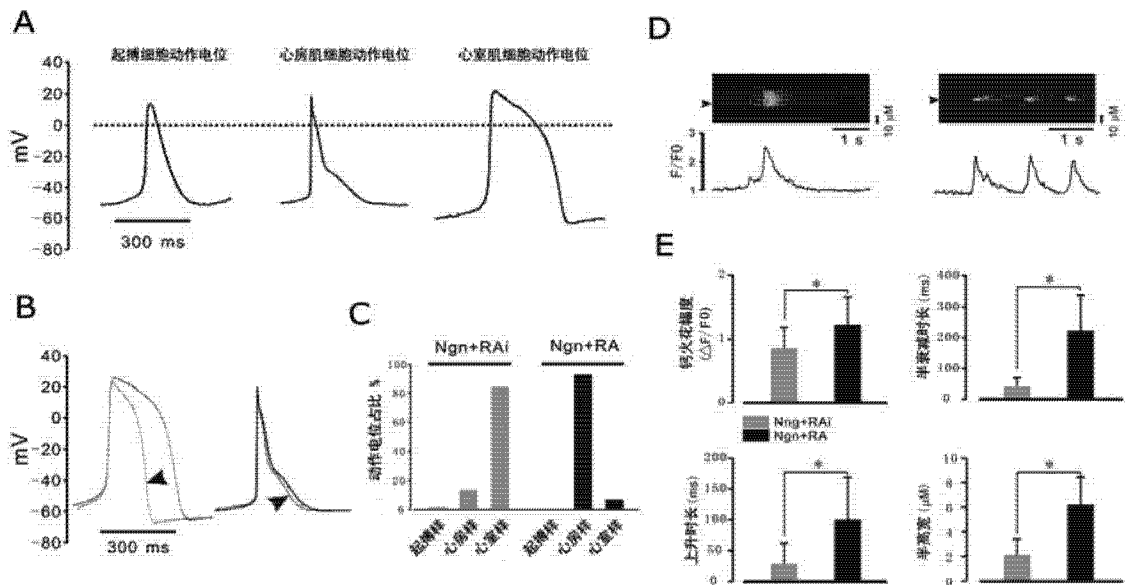 A
起搏细胞动作电位
心房肌细胞动作电位
心室肌细胞动作电位
mV
40
20
0
-20
-40
-60
-80
300 ms
B
mV
40
20
0
-20
-40
-60
-80
300 ms
C
Ngn+RAi
Ngn+RA
动作电位占比 %
100
80
60
40
20
0
起搏样
心房样
心室样
起搏样
心房样
心室样
D
10 μM
1 s
10 μM
1 s
F/F0
3
2
1
E
钙火花幅度
(△F/F0)
2
1
0
*
半衰减时长(ms)
400
300
200
100
0
*
Nng+RAi
Ngn+RA
上升时长(ms)
200
150
100
50
0
*
半高宽(μM)
6
4
2
0
*